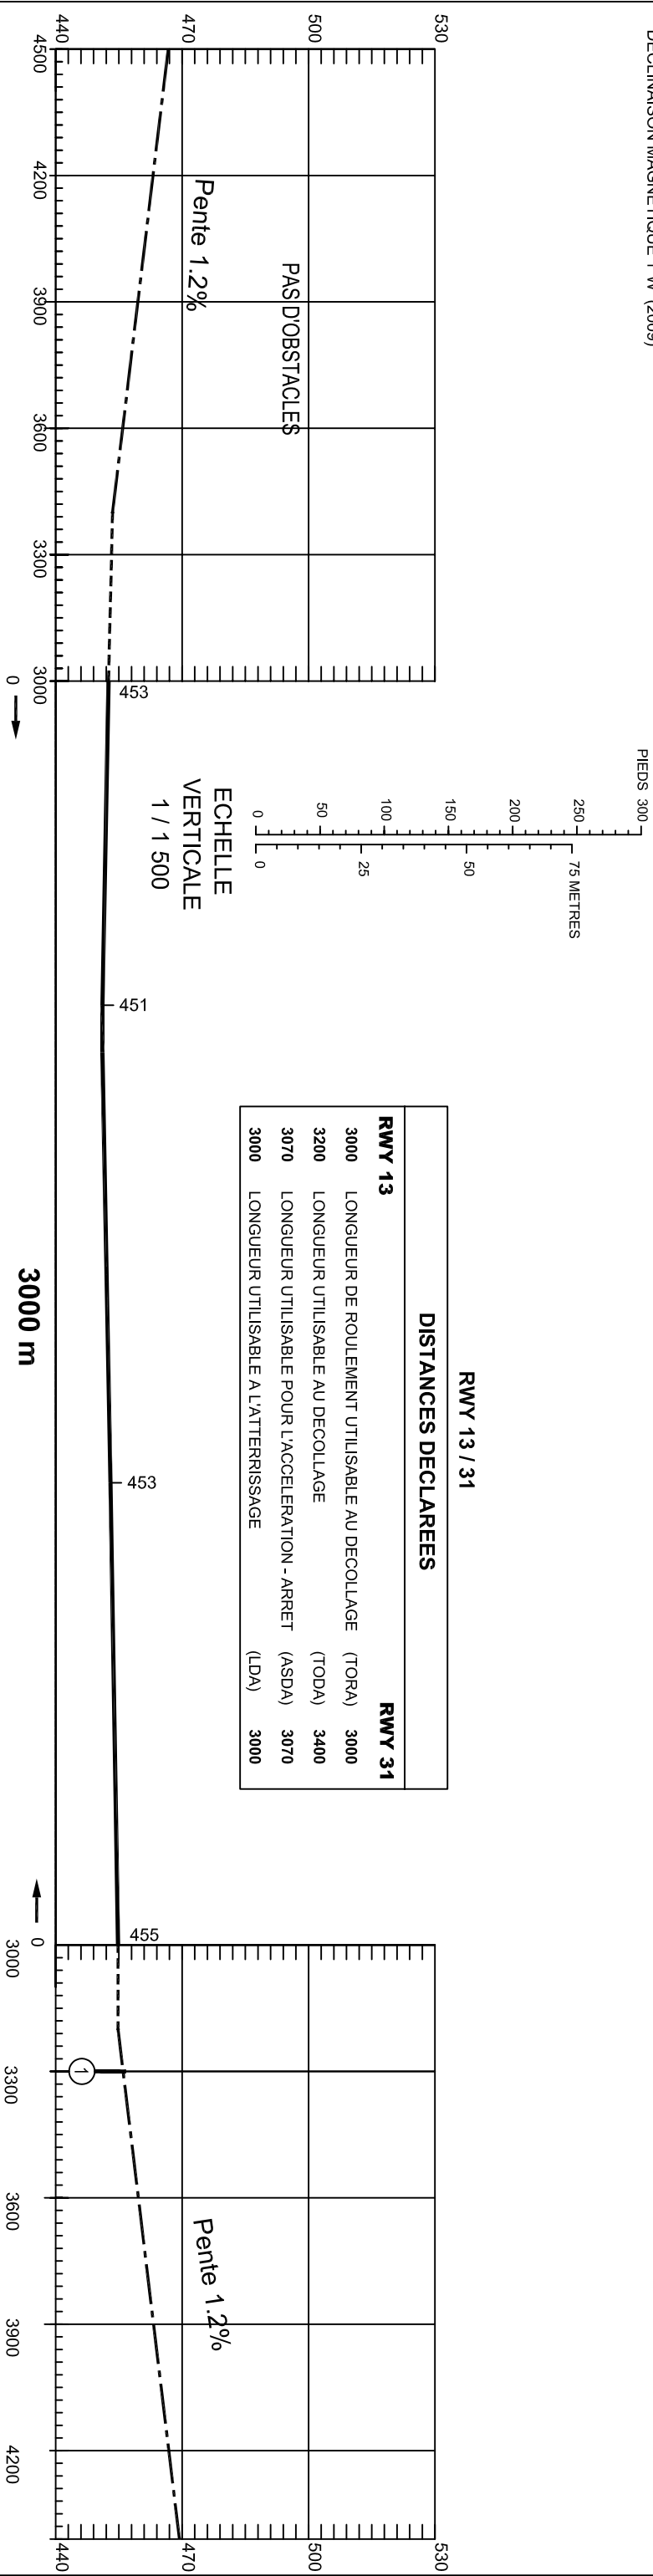 DECLINAISON MAGNETIQUE 1° W (2009)
PIEDS 300
250
200
150
100
50
0
75 METRES
50
25
0
ECHELLE
VERTICALE
1 / 1 500
RWY 13 / 31
DISTANCES DECLAREES
RWY 13 RWY 31
3000 LONGUEUR DE ROULEMENT UTILISABLE AU DECOLLAGE (TORA) 3000
3200 LONGUEUR UTILISABLE AU DECOLLAGE (TODA) 3400
3070 LONGUEUR UTILISABLE POUR L'ACCELERATION - ARRET (ASDA) 3070
3000 LONGUEUR UTILISABLE A L'ATTERRISSAGE (LDA) 3000
530
500
470
440
PAS D'OBSTACLES
Pente 1.2%
4500 4200 3900 3600 3300 3000
0
453
451
453
455
3000 m
0
530
500
470
440
Pente 1.2%
1
3000 3300 3600 3900 4200